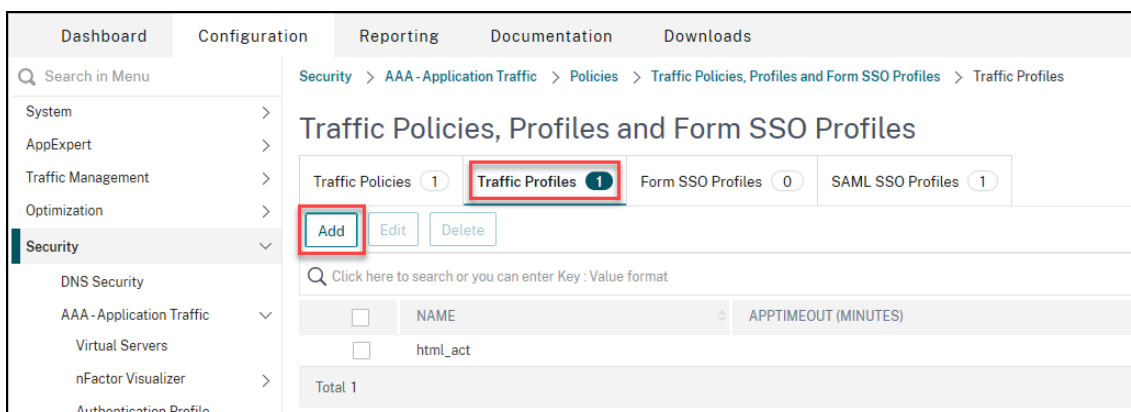 Dashboard Configuration Reporting Documentation Downloads
Search in Menu
Security > AAA - Application Traffic > Policies > Traffic Policies, Profiles and Form SSO Profiles > Traffic Profiles
System
AppExpert
Traffic Management
Optimization
Security
DNS Security
AAA - Application Traffic
Virtual Servers
nFactor Visualizer
Authentication Profile
Traffic Policies, Profiles and Form SSO Profiles
Traffic Policies 1 Traffic Profiles 1 Form SSO Profiles 0 SAML SSO Profiles 1
Add Edit Delete
Click here to search or you can enter Key : Value format
NAME APPTIMEOUT (MINUTES)
html_act
Total 1